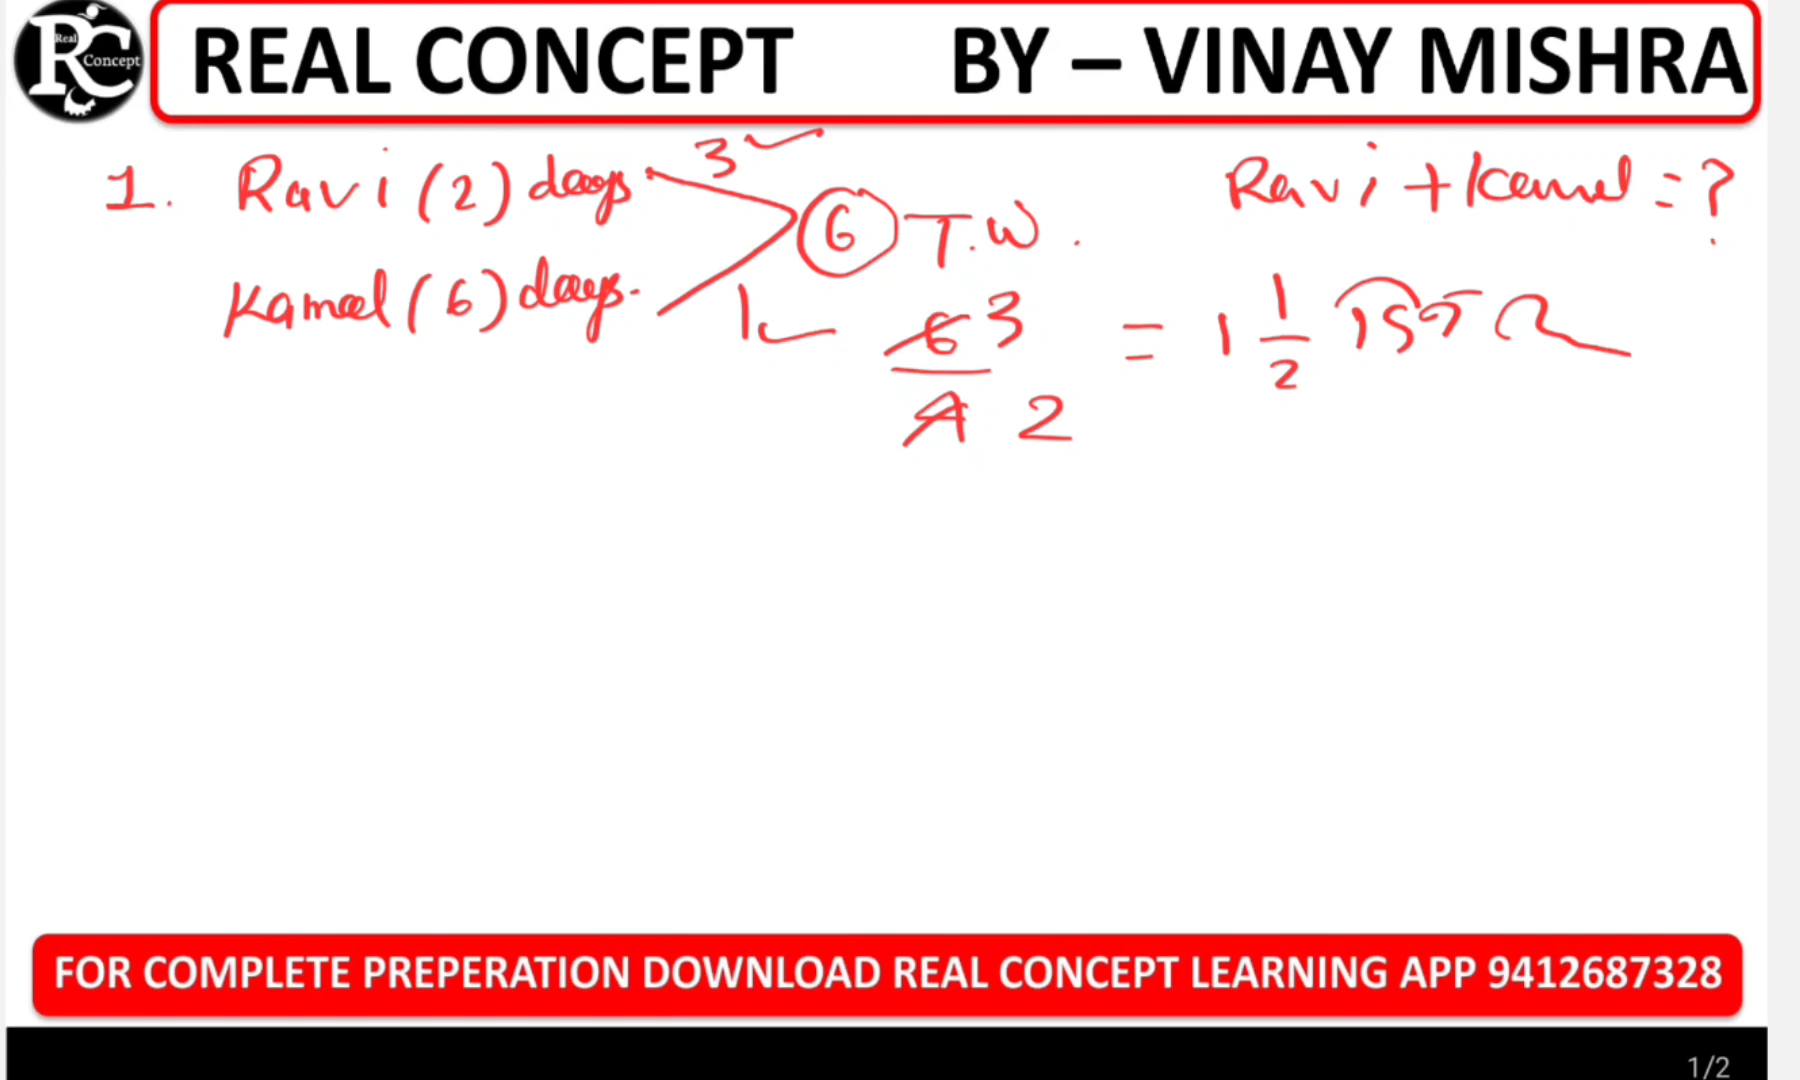 Real
Concept
REAL CONCEPT BY – VINAY MISHRA
1. Ravi (2) days. 3 Ravi + Kamal = ?
6 T.W.
Kamal (6) days. 1
6 3
4 2
= 1 1/2
FOR COMPLETE PREPERATION DOWNLOAD REAL CONCEPT LEARNING APP 9412687328
1/2